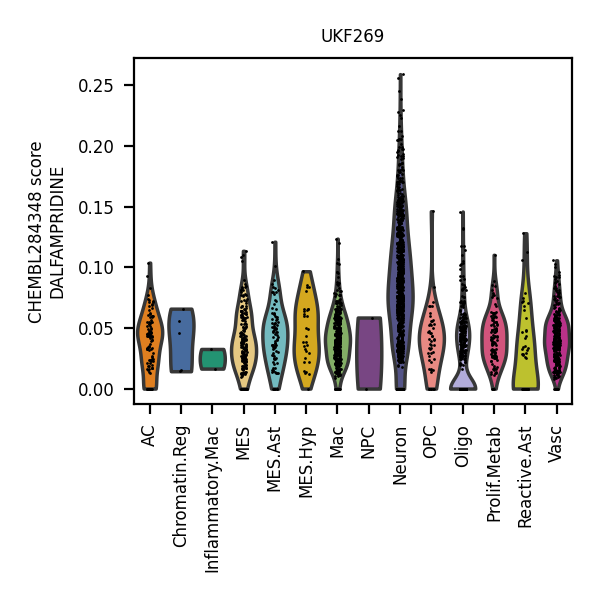 UKF269
CHEMBL284348 score
DALFAMPRIDINE
0.25
0.20
0.15
0.10
0.05
0.00
AC
Chromatin.Reg
Inflammatory.Mac
MES
MES.Ast
MES.Hyp
Mac
NPC
Neuron
OPC
Oligo
Prolif.Metab
Reactive.Ast
Vasc